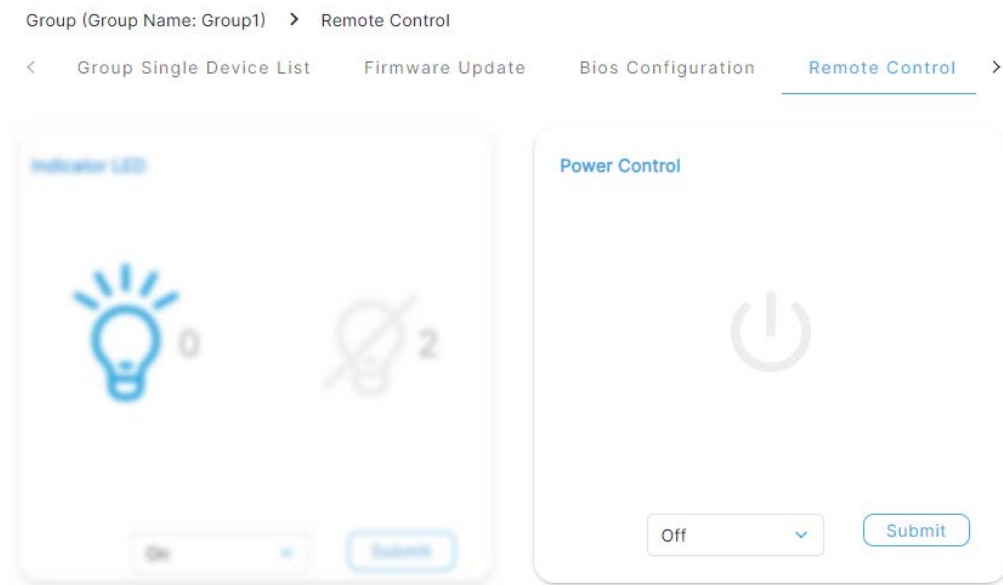 Group (Group Name: Group1) > Remote Control
< Group Single Device List Firmware Update Bios Configuration Remote Control >
Indicator LED
0
2
On
Submit
Power Control
Off
Submit